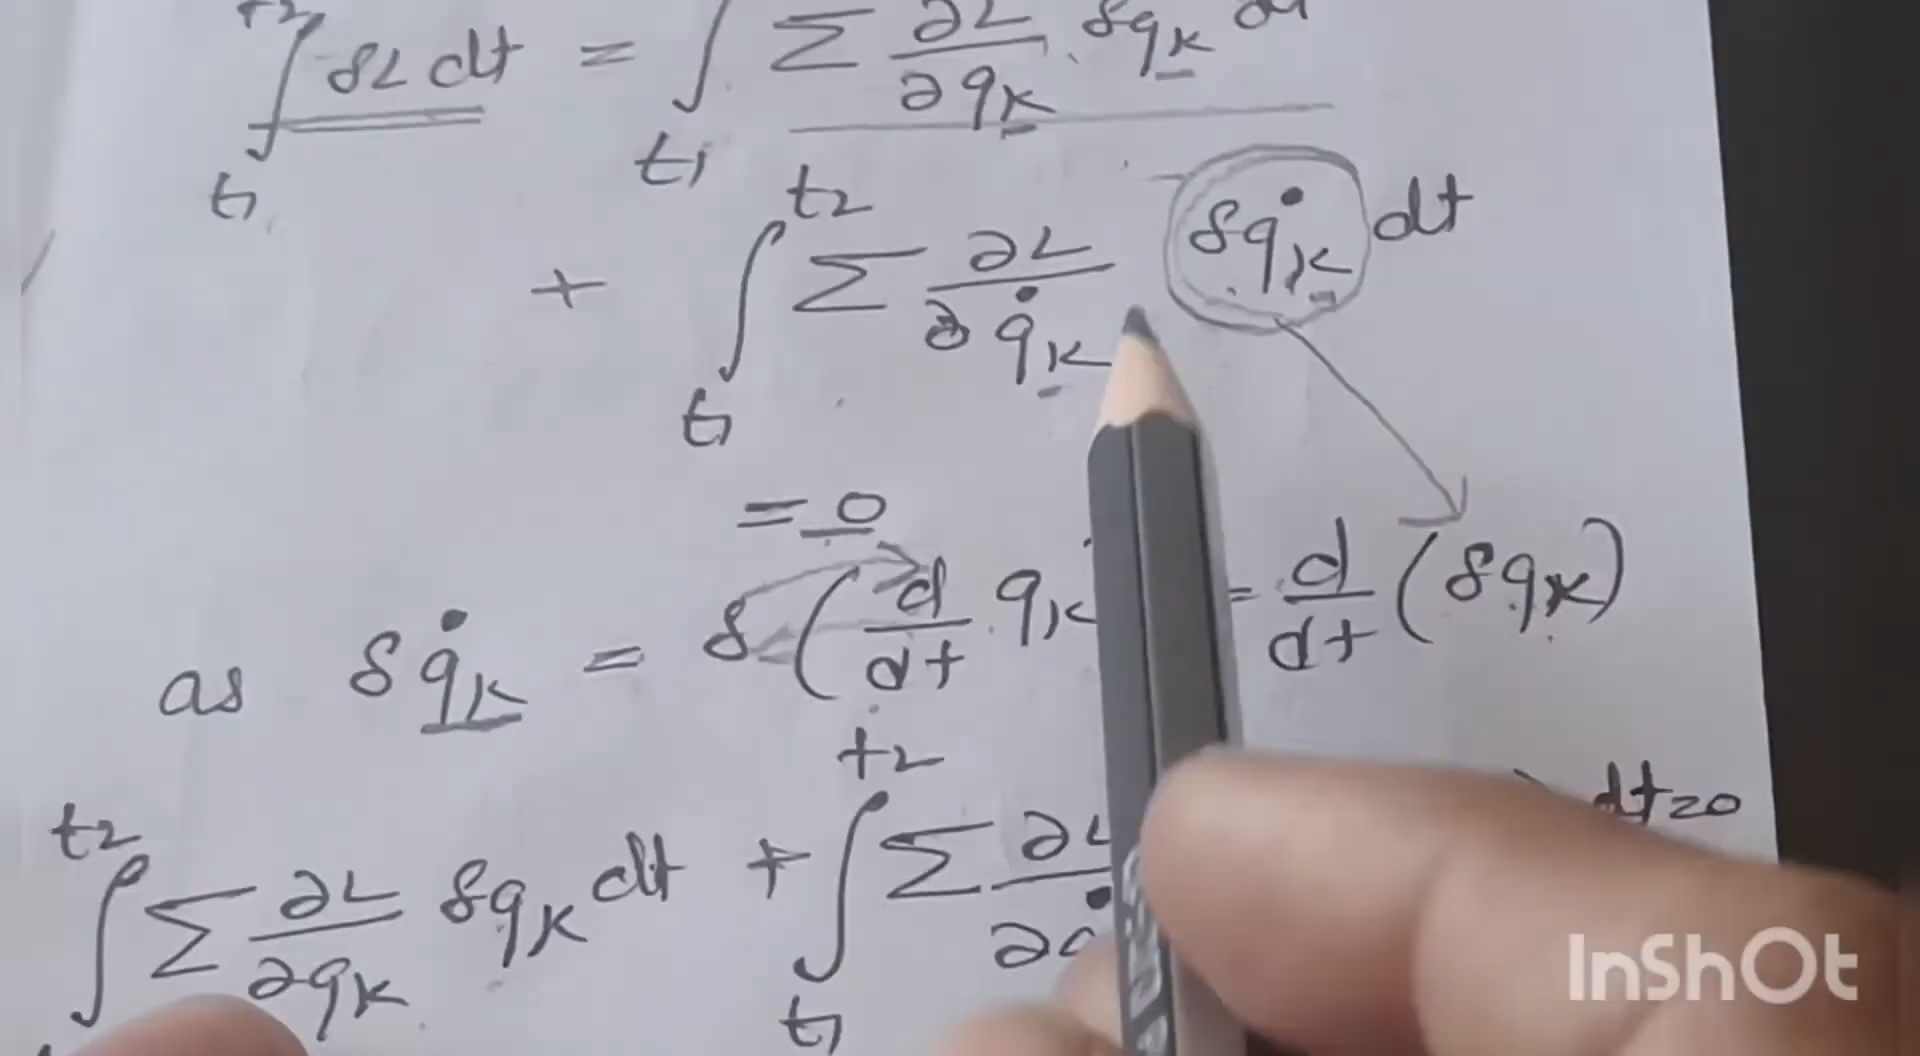 t2
∫ δL dt = ∫ Σ ∂L/∂qk . δqk dt
t1 t1
t2
+ ∫ Σ ∂L/∂q̇k δq̇k dt
t1
= 0
as δq̇k = δ ( d/dt qk = d/dt (δqk)
t2 t2
∫ Σ ∂L/∂qk δqk dt + ∫ Σ ∂L/∂ dt=0
t1
InShOt